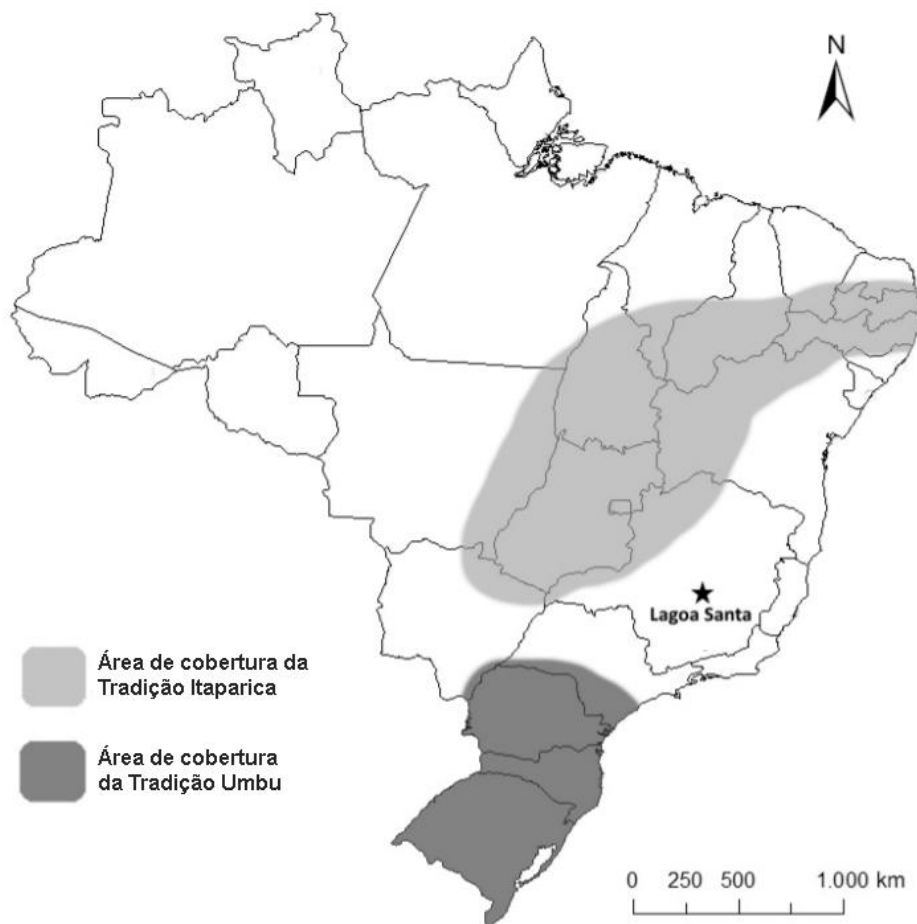 N
Lagoa Santa
Área de cobertura da
Tradição Itaparica
Área de cobertura
da Tradição Umbu
0 250 500 1.000 km